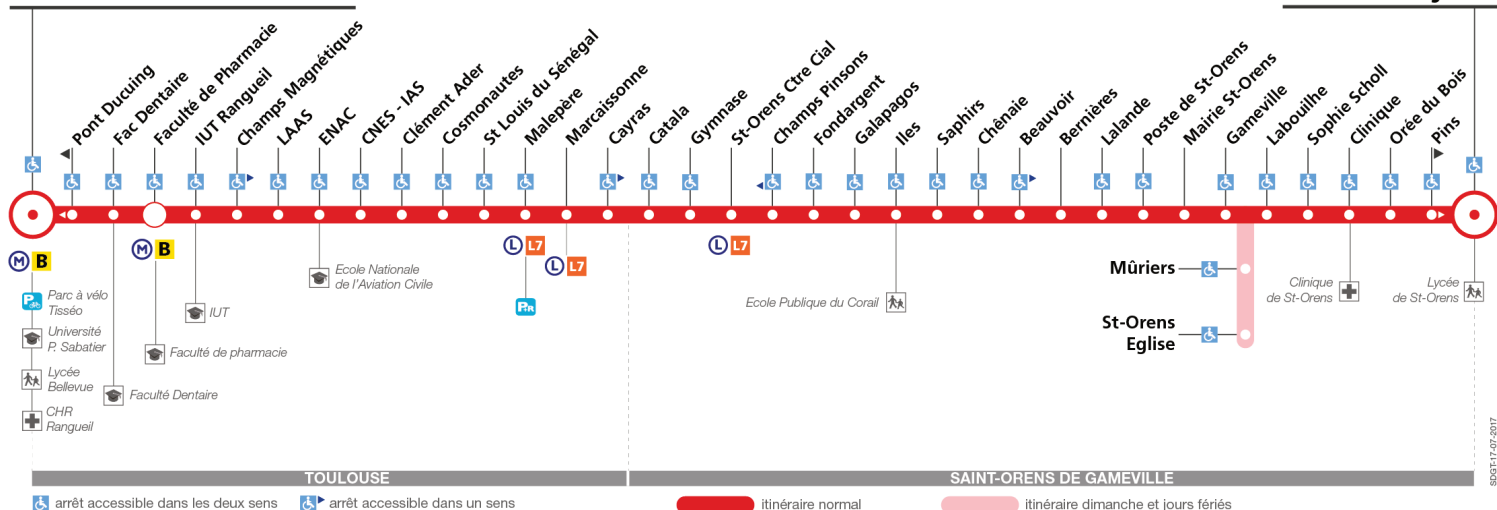 Pont Ducuing
Fac Dentaire
Faculté de Pharmacie
IUT Rangueil
Champs Magnétiques
LAAS
ENAC
CNES - IAS
Clément Ader
Cosmonautes
St Louis du Sénégal
Malepère
Marcaissonne
Cayras
Catala
Gymnase
St-Orens Ctre Cial
Champs Pinsons
Fondargent
Galapagos
Iles
Saphirs
Chênaie
Beauvoir
Bernières
Lalande
Poste de St-Orens
Mairie St-Orens
Gameville
Labouilhe
Sophie Scholl
Clinique
Orée du Bois
Pins
M B
Parc à vélo
Tisséo
Université
P. Sabatier
Lycée
Bellevue
CHR
Rangueil
Faculté Dentaire
M B
Faculté de pharmacie
IUT
Ecole Nationale
de l'Aviation Civile
L L7
P+R
L L7
L L7
Ecole Publique du Corail
Mûriers
St-Orens
Eglise
Clinique
de St-Orens
Lycée
de St-Orens
TOULOUSE
SAINT-ORENS DE GAMEVILLE
arrêt accessible dans les deux sens
arrêt accessible dans un sens
itinéraire normal
itinéraire dimanche et jours fériés
SDGT-17-07-2017